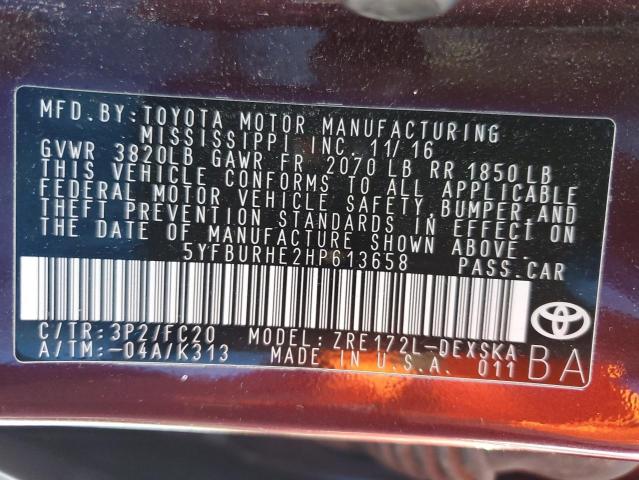 MFD.BY:TOYOTA MOTOR MANUFACTURING
MISSISSIPPI INC. 11/16
GVWR 3820LB GAWR FR 2070 LB RR 1850 LB
THIS VEHICLE CONFORMS TO ALL APPLICABLE
FEDERAL MOTOR VEHICLE SAFETY,BUMPER,AND
THEFT PREVENTION STANDARDS IN EFFECT ON
THE DATE OF MANUFACTURE SHOWN ABOVE.
5YFBURHE2HP613658 PASS.CAR
C/TR:3P2/FC20 MODEL:ZRE172L-DEXSKA
A/TM:-04A/K313 MADE IN U.S.A. 011 BA